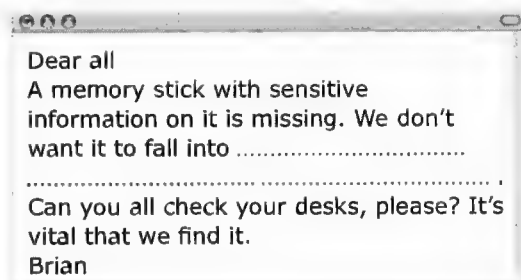 Dear all
A memory stick with sensitive
information on it is missing. We don't
want it to fall into ................................
........................................................................ .
Can you all check your desks, please? It's
vital that we find it.
Brian